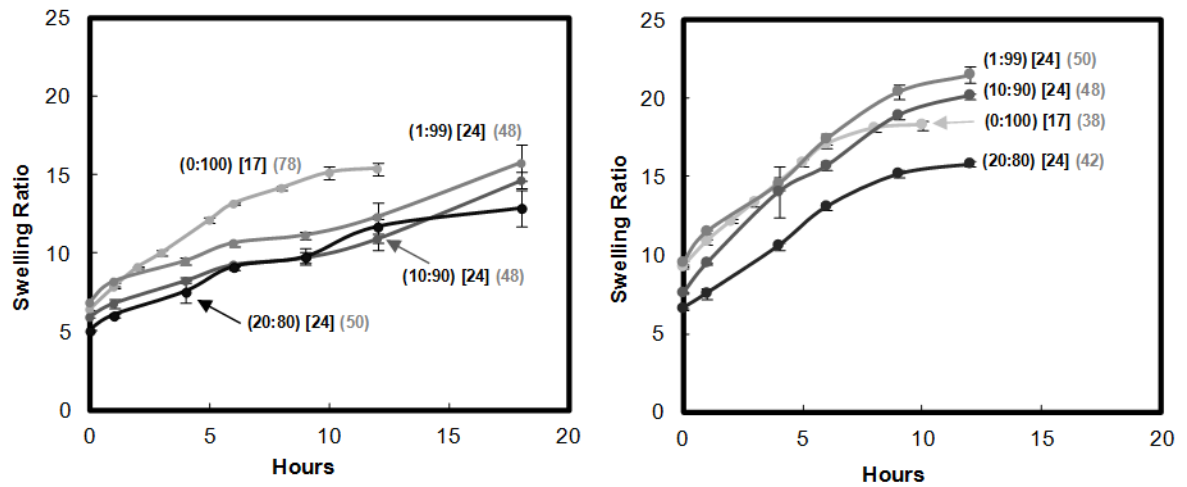 25
20
15
10
5
0
Swelling Ratio
(0:100) [17] (78)
(1:99) [24] (48)
(10:90) [24] (48)
(20:80) [24] (50)
0 5 10 15 20
Hours
25
20
15
10
5
0
Swelling Ratio
(1:99) [24] (50)
(10:90) [24] (48)
(0:100) [17] (38)
(20:80) [24] (42)
0 5 10 15 20
Hours